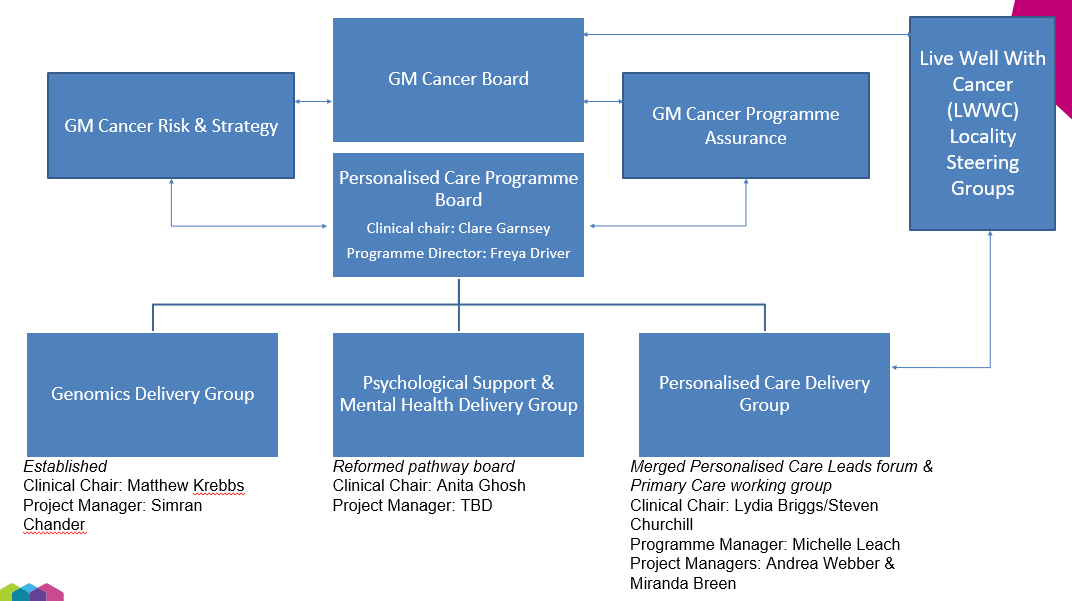 GM Cancer Board
Live Well With
Cancer
(LWWC)
Locality
Steering
Groups
GM Cancer Risk & Strategy
GM Cancer Programme
Assurance
Personalised Care Programme
Board
Clinical chair: Clare Garnsey
Programme Director: Freya Driver
Genomics Delivery Group
Psychological Support &
Mental Health Delivery Group
Personalised Care Delivery
Group
Established
Clinical Chair: Matthew Krebbs
Project Manager: Simran
Chander
Reformed pathway board
Clinical Chair: Anita Ghosh
Project Manager: TBD
Merged Personalised Care Leads forum &
Primary Care working group
Clinical Chair: Lydia Briggs/Steven
Churchill
Programme Manager: Michelle Leach
Project Managers: Andrea Webber &
Miranda Breen